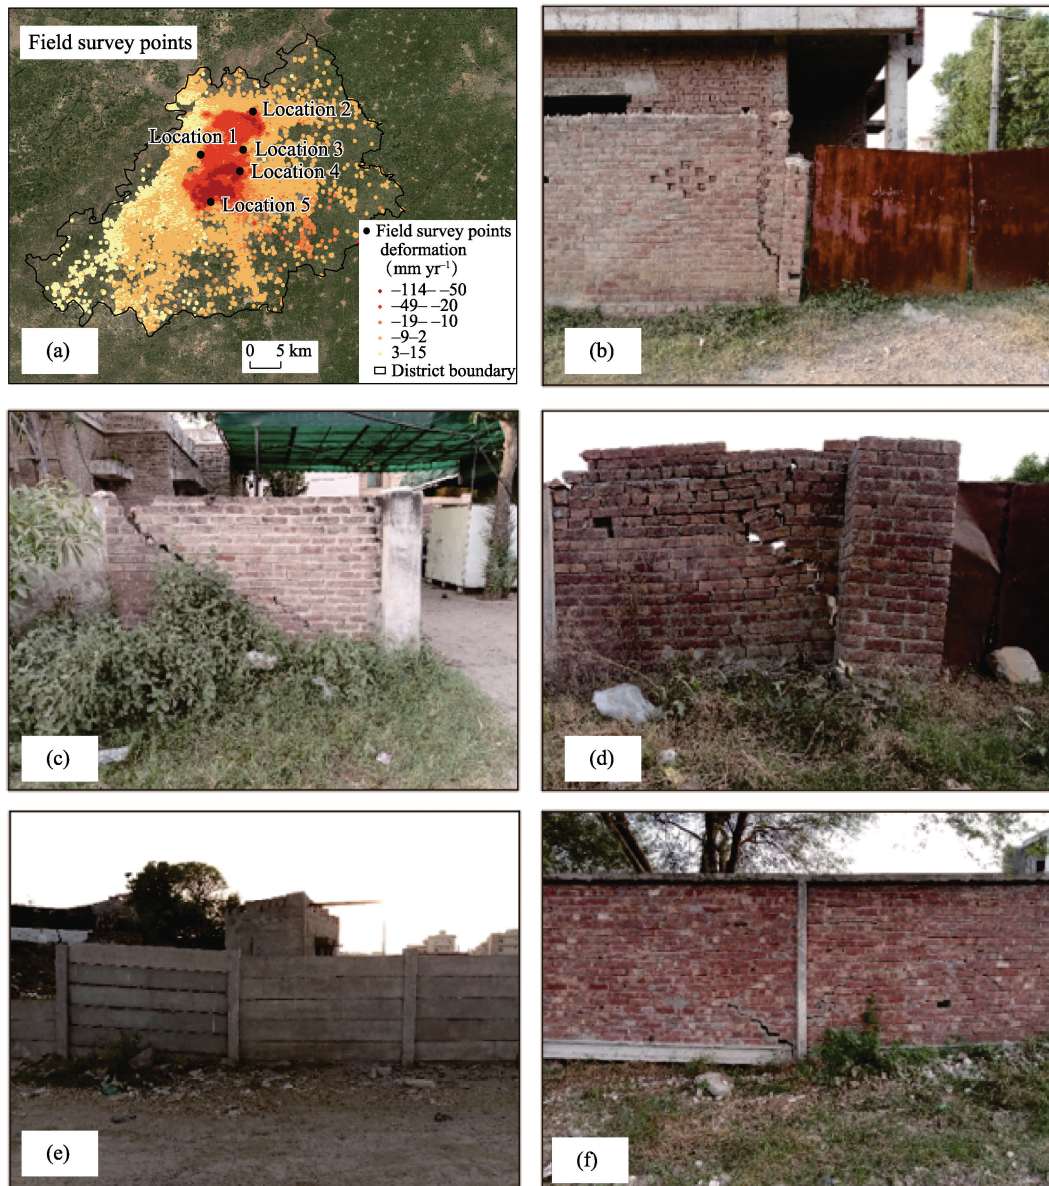 Field survey points
Location 2
Location 1
Location 3
Location 4
Location 5
Field survey points
deformation
(mm yr⁻¹)
–114– –50
–49– –20
–19– –10
–9–2
3–15
District boundary
0 5 km
(a)
(b)
(c)
(d)
(e)
(f)